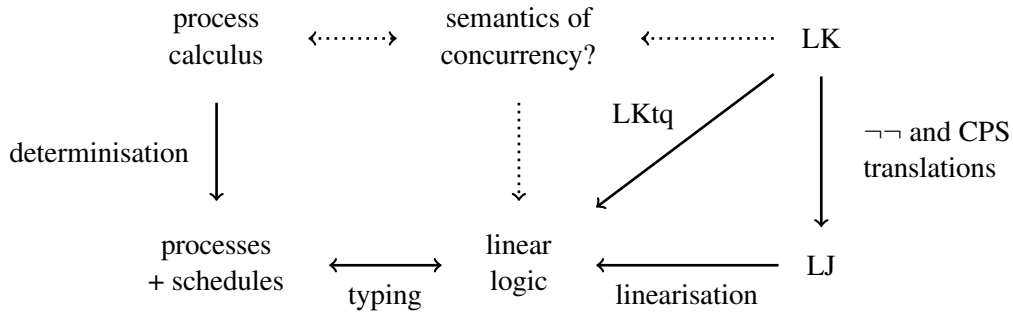 process
calculus
semantics of
concurrency?
LK
LKtq
determinisation
¬¬ and CPS
translations
processes
+ schedules
typing
linear
logic
linearisation
LJ